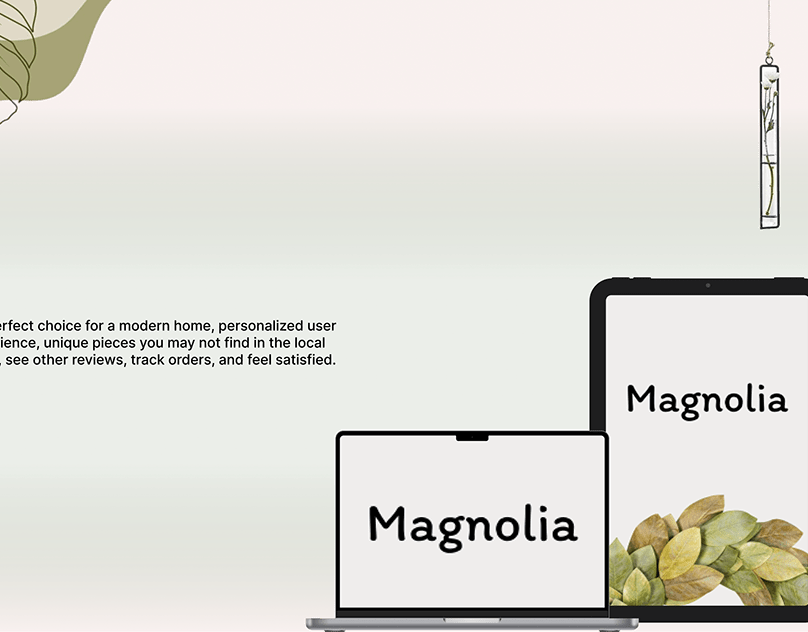 erfect choice for a modern home, personalized user
ience, unique pieces you may not find in the local
, see other reviews, track orders, and feel satisfied.
Magnolia
Magnolia